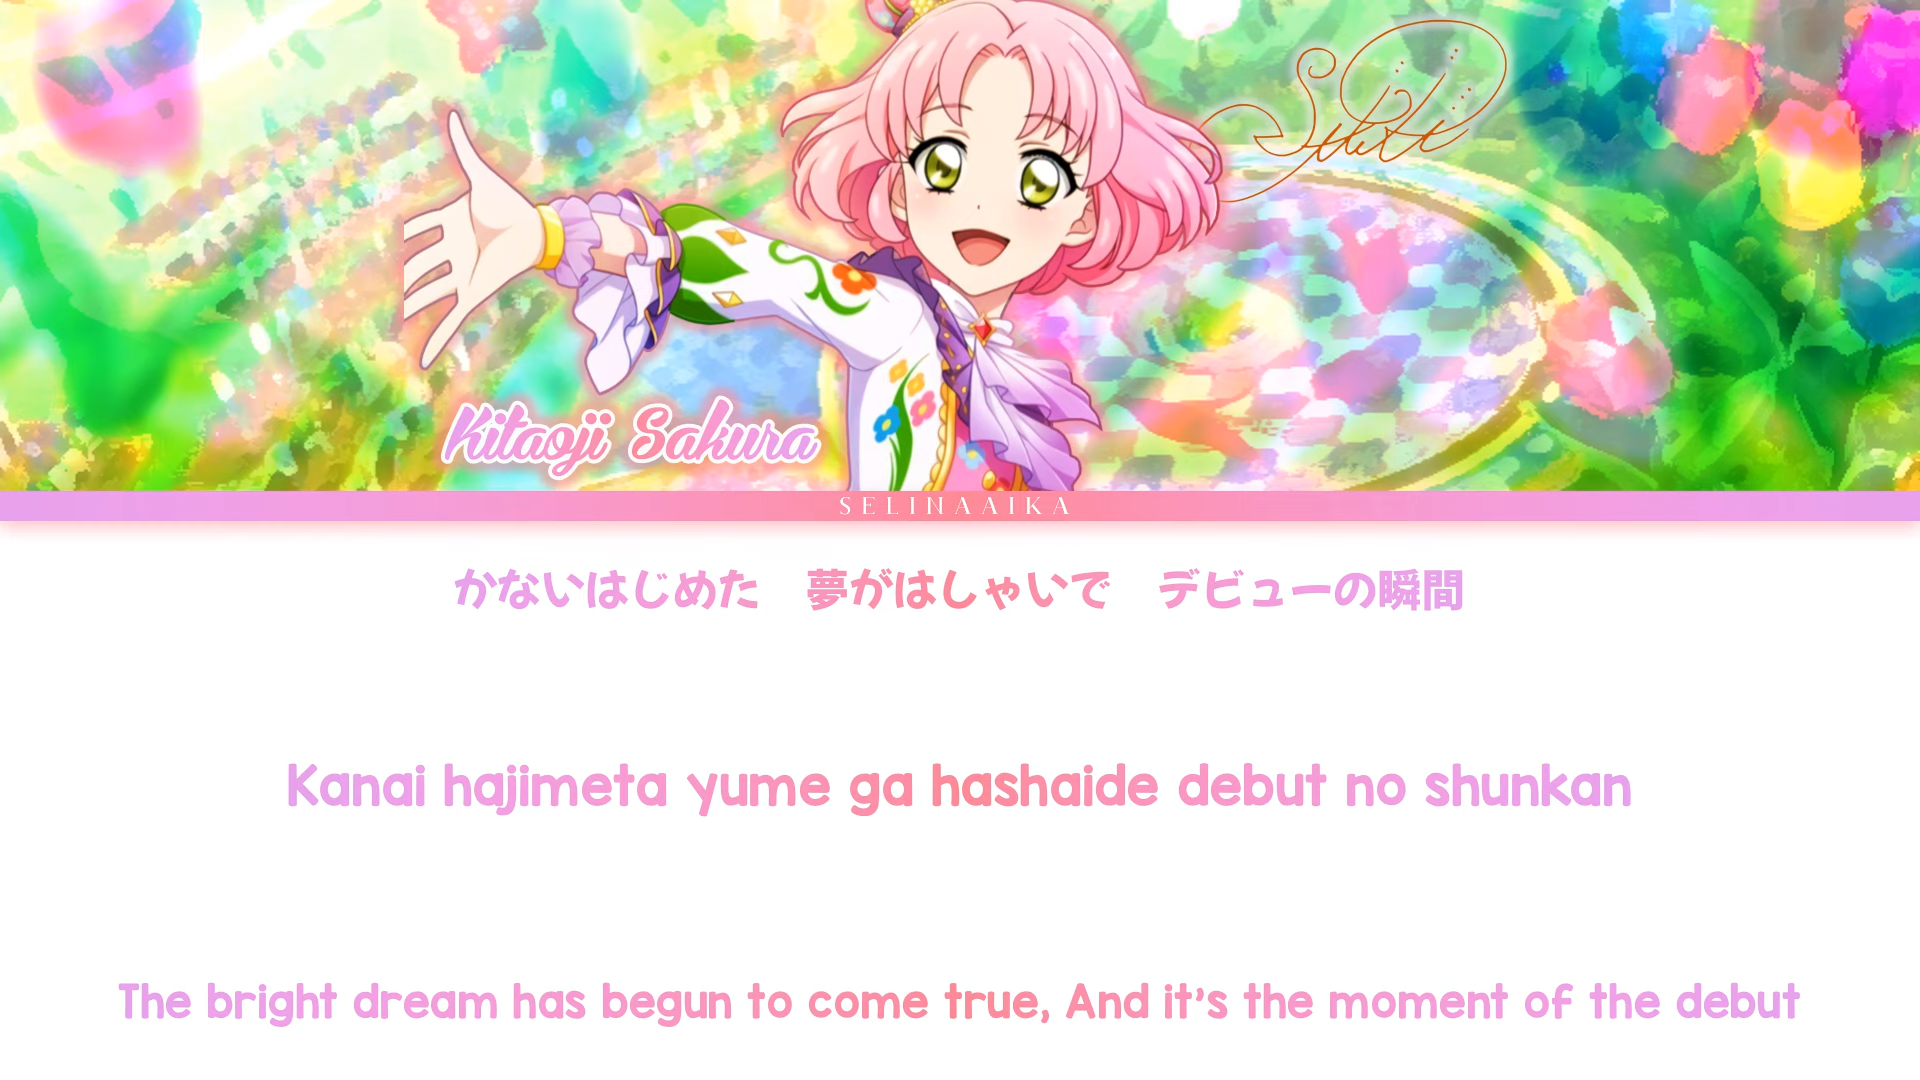 Kitaoji Sakura
SELINAAIKA
かないはじめた　夢がはしゃいで　デビューの瞬間
Kanai hajimeta yume ga hashaide debut no shunkan
The bright dream has begun to come true, And it's the moment of the debut